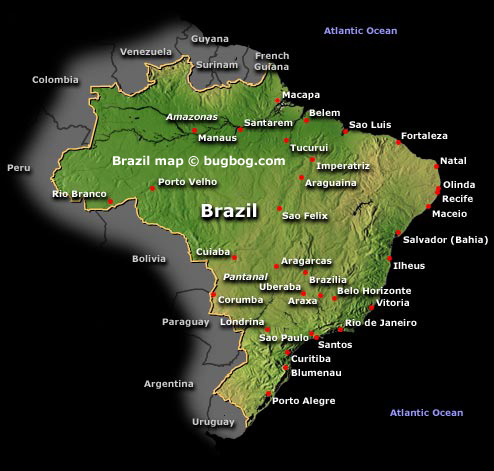 Atlantic Ocean
Guyana
Venezuela
Surinam
French
Guiana
Colombia
Macapa
Amazonas
Belem
Santarem
Sao Luis
Manaus
Fortaleza
Tucurui
Brazil map © bugbog.com
Imperatriz
Natal
Peru
Araguaina
Porto Velho
Olinda
Rio Branco
Recife
Brazil
Sao Felix
Maceio
Salvador (Bahia)
Cuiaba
Bolivia
Aragarcas
Ilheus
Pantanal
Brazilia
Uberaba
Belo Horizonte
Corumba
Araxa
Vitoria
Paraguay
Londrina
Rio de Janeiro
Sao Paulo
Santos
Curitiba
Blumenau
Argentina
Porto Alegre
Atlantic Ocean
Uruguay